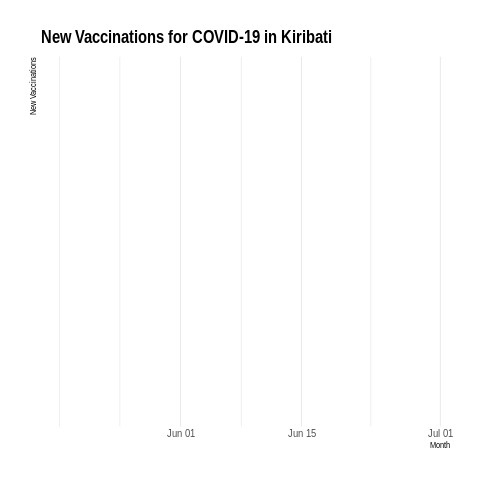 New Vaccinations for COVID-19 in Kiribati
New Vaccinations
Jun 01
Jun 15
Jul 01
Month